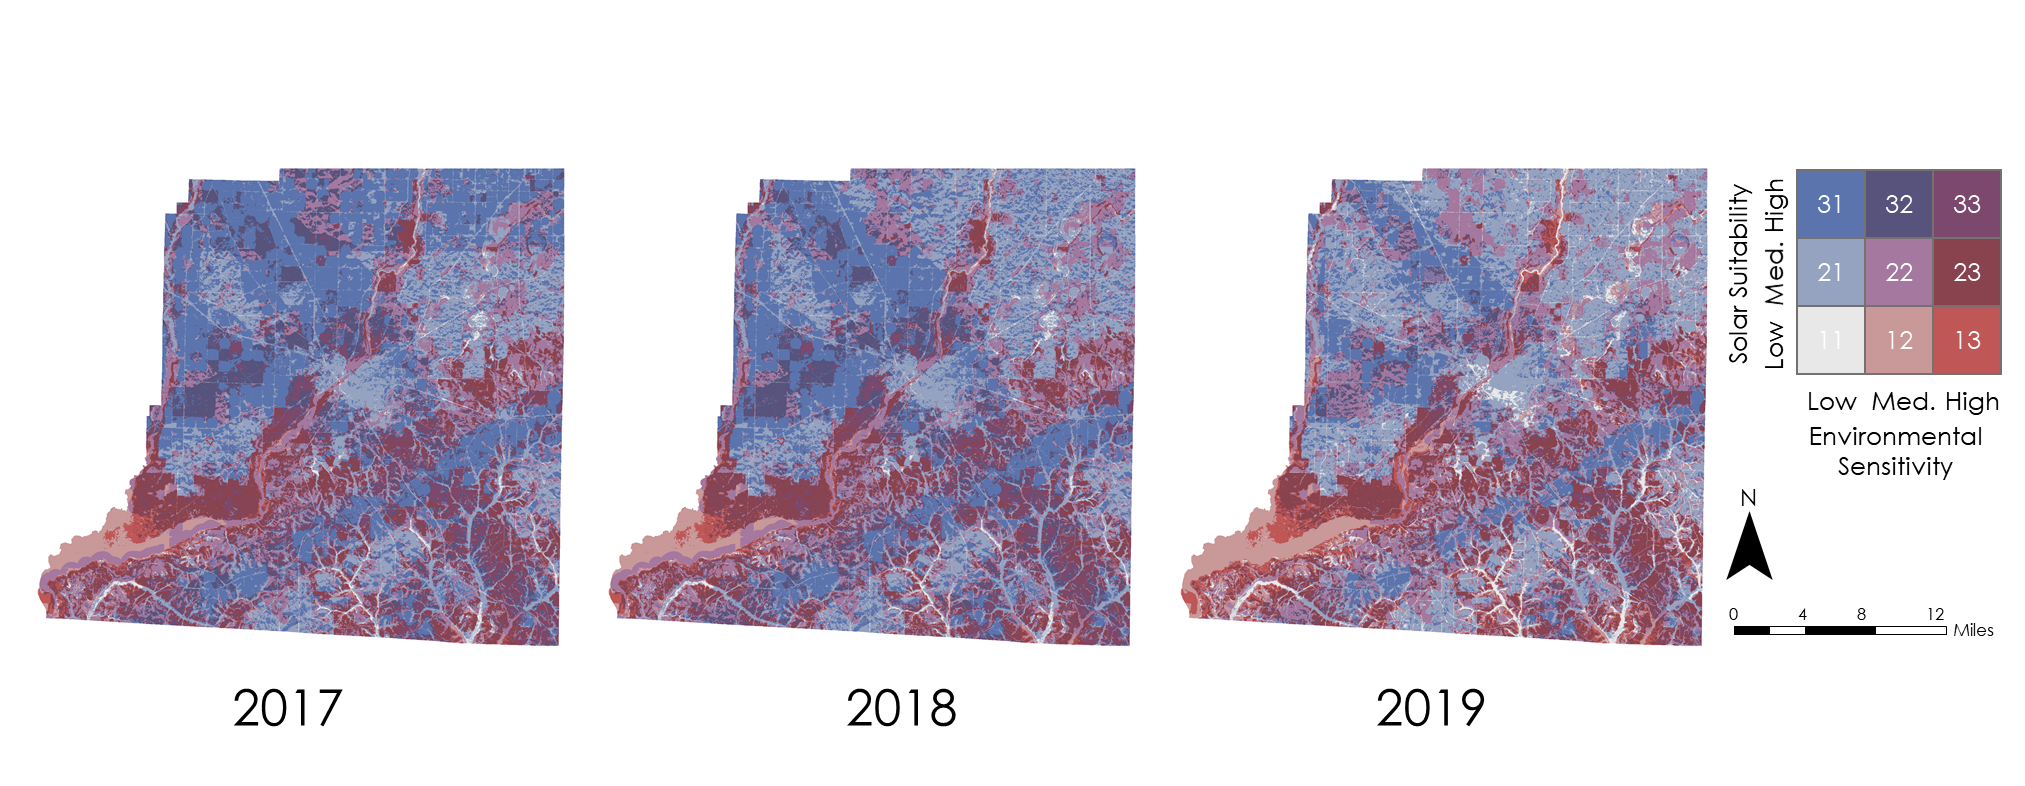 2017
2018
2019
Solar Suitability
Low Med. High
31 32 33
21 22 23
11 12 13
Low Med. High
Environmental
Sensitivity
N
0 4 8 12
Miles